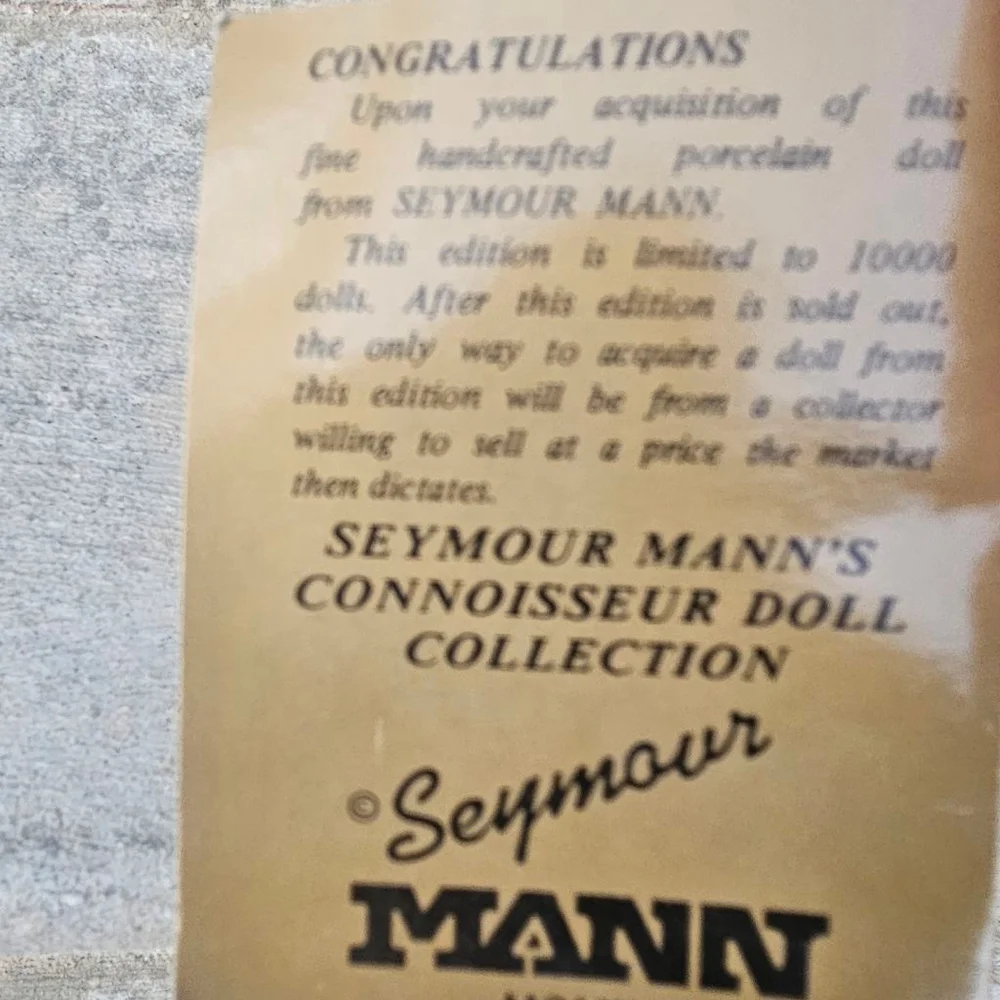 CONGRATULATIONS
Upon your acquisition of this
fine handcrafted porcelain doll
from SEYMOUR MANN.
This edition is limited to 10000
dolls. After this edition is sold out,
the only way to acquire a doll from
this edition will be from a collector
willing to sell at a price the market
then dictates.
SEYMOUR MANN'S
CONNOISSEUR DOLL
COLLECTION
© Seymour
MANN